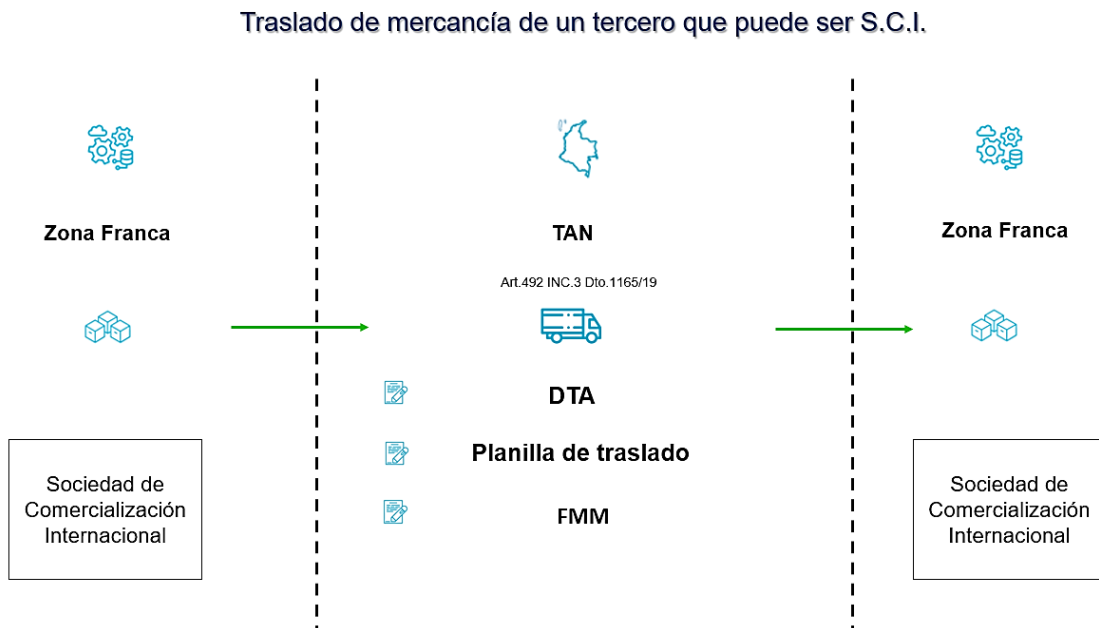 Traslado de mercancía de un tercero que puede ser S.C.I.
Zona Franca
TAN
Zona Franca
Art.492 INC.3 Dto.1165/19
DTA
Planilla de traslado
FMM
Sociedad de
Comercialización
Internacional
Sociedad de
Comercialización
Internacional